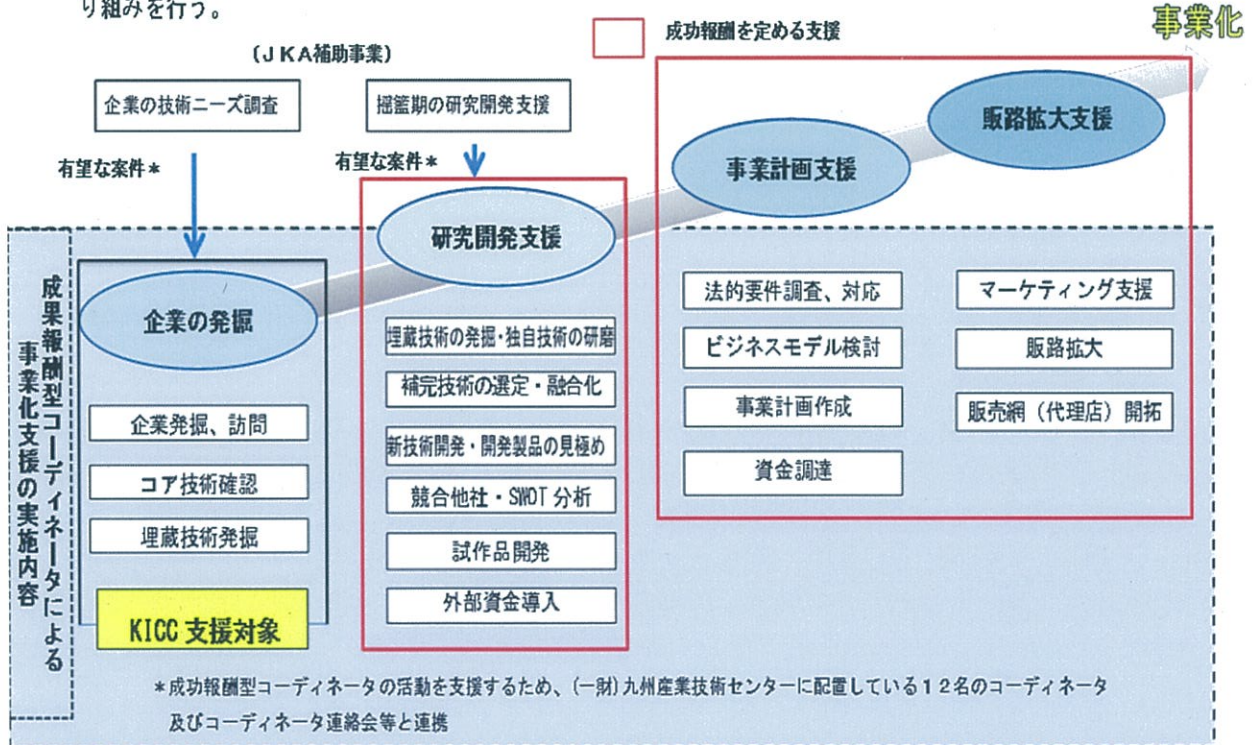 り組みを行う。
事業化
成功報酬を定める支援
(JKA補助事業)
企業の技術ニーズ調査
揺籃期の研究開発支援
有望な案件*
有望な案件*
販路拡大支援
事業計画支援
研究開発支援
企業の発掘
成果報酬型コーディネータによる
事業化支援の実施内容
企業発掘、訪問
コア技術確認
埋蔵技術発掘
KICC 支援対象
埋蔵技術の発掘・独自技術の研磨
補完技術の選定・融合化
新技術開発・開発製品の見極め
競合他社・SWOT 分析
試作品開発
外部資金導入
法的要件調査、対応
ビジネスモデル検討
事業計画作成
資金調達
マーケティング支援
販路拡大
販売網（代理店）開拓
*成功報酬型コーディネータの活動を支援するため、(一財)九州産業技術センターに配置している12名のコーディネータ
及びコーディネータ連絡会等と連携